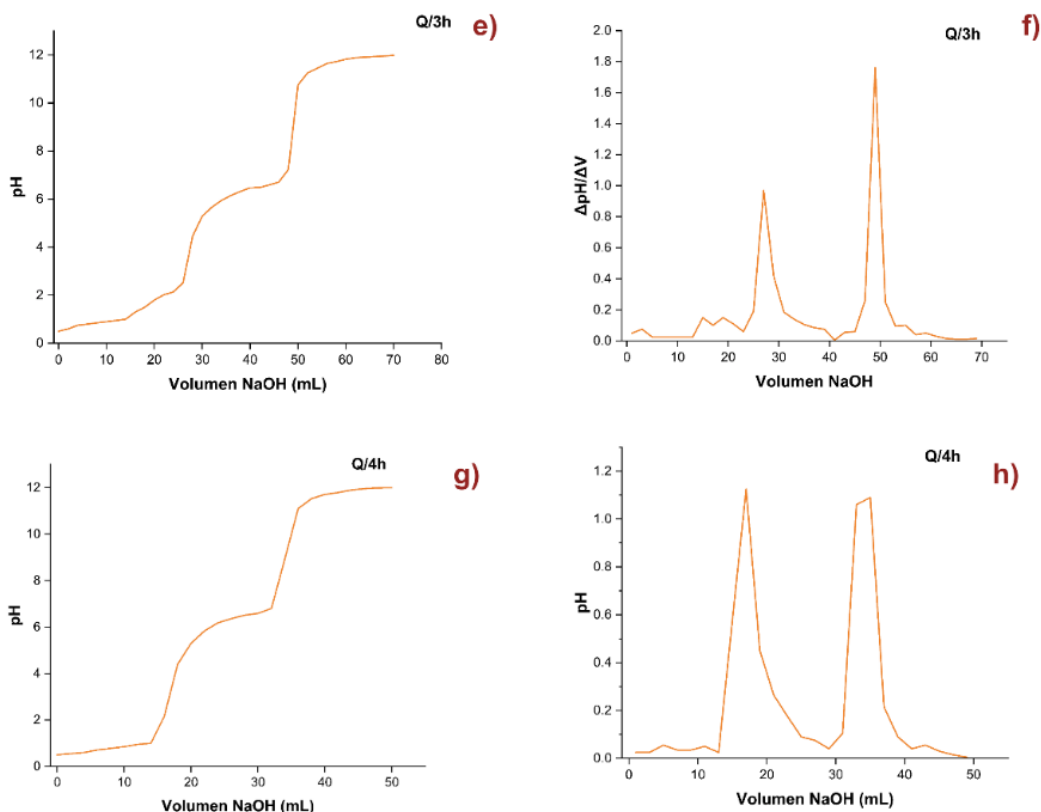 Q/3h
e)
12
10
8
6
4
2
0
pH
0 10 20 30 40 50 60 70 80
Volumen NaOH (mL)
Q/3h
f)
2.0
1.8
1.6
1.4
1.2
1.0
0.8
0.6
0.4
0.2
0.0
ΔpH/ΔV
0 10 20 30 40 50 60 70
Volumen NaOH
Q/4h
g)
12
10
8
6
4
2
0
pH
0 10 20 30 40 50
Volumen NaOH (mL)
Q/4h
h)
1.2
1.0
0.8
0.6
0.4
0.2
0.0
pH
0 10 20 30 40 50
Volumen NaOH (mL)